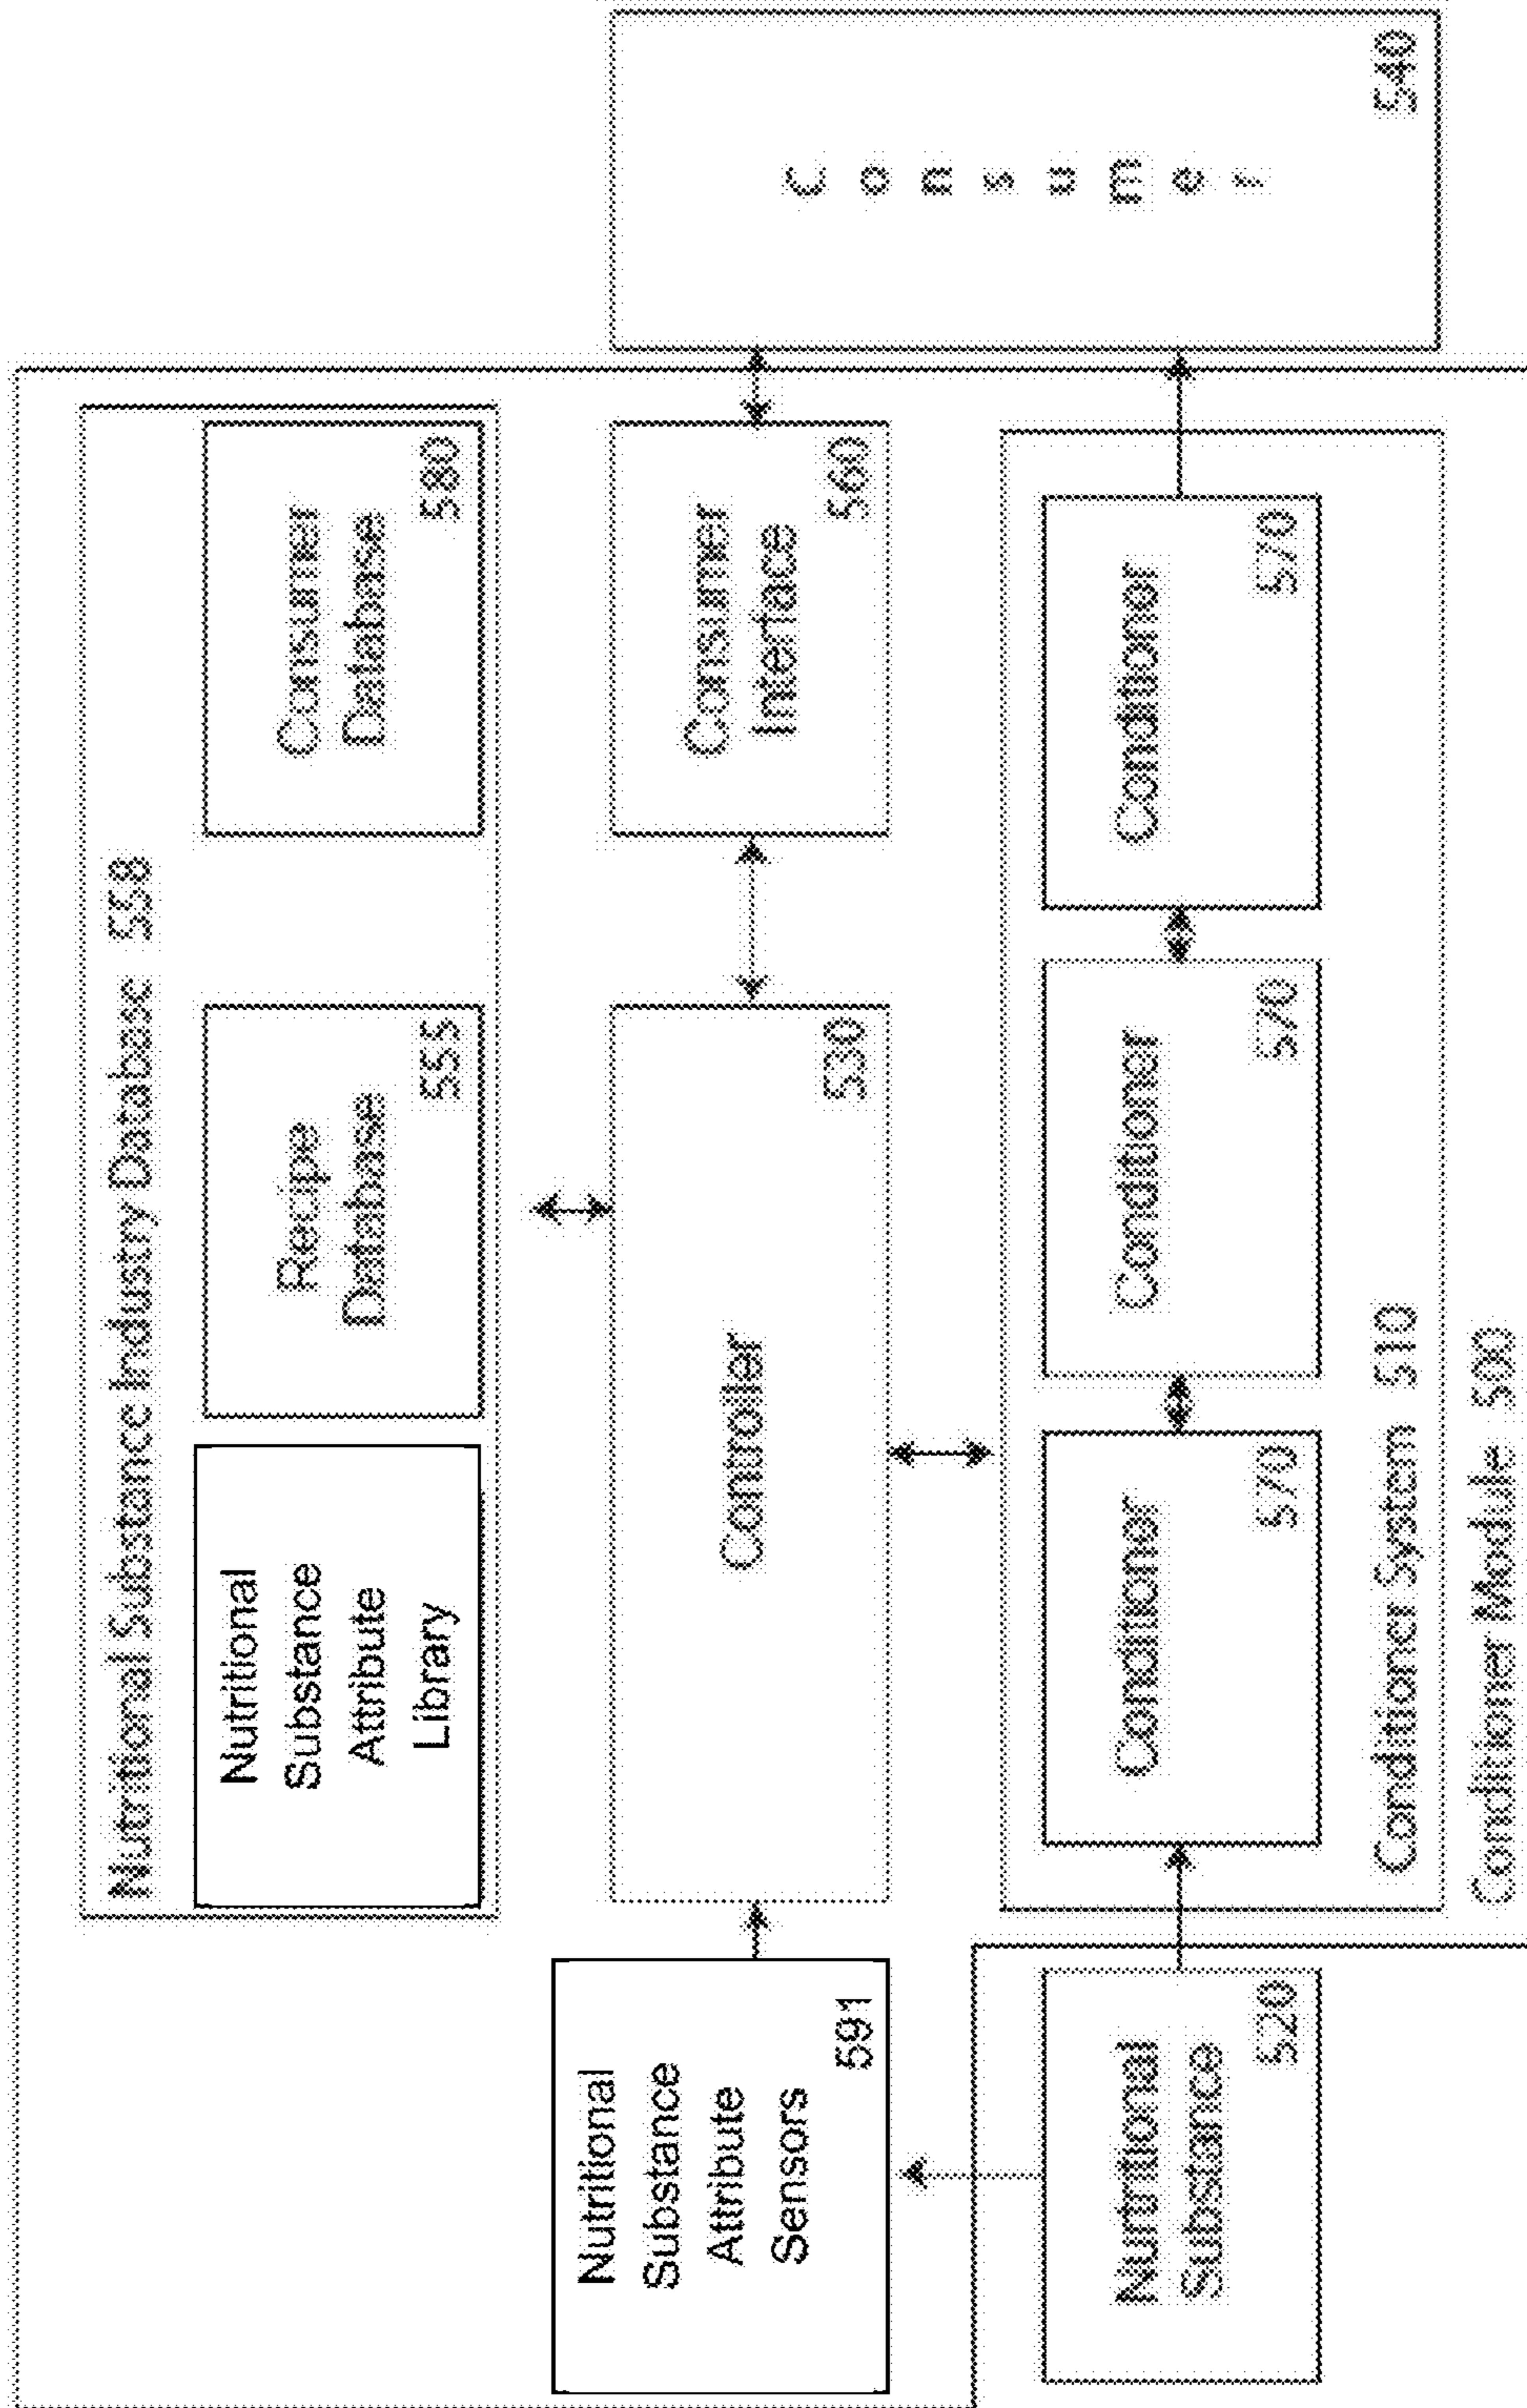 Nutritional Substance Industry Database 558
Nutritional
Substance
Attribute
Library
Recipe
Database
555
Consumer
Database
580
Nutritional
Substance
Attribute
Sensors
591
Controller
530
Consumer
Interface
560
Consumer
540
Nutritional
Substance
520
Conditioner
570
Conditioner
570
Conditioner
570
Conditioner System 510
Conditioner Module 500